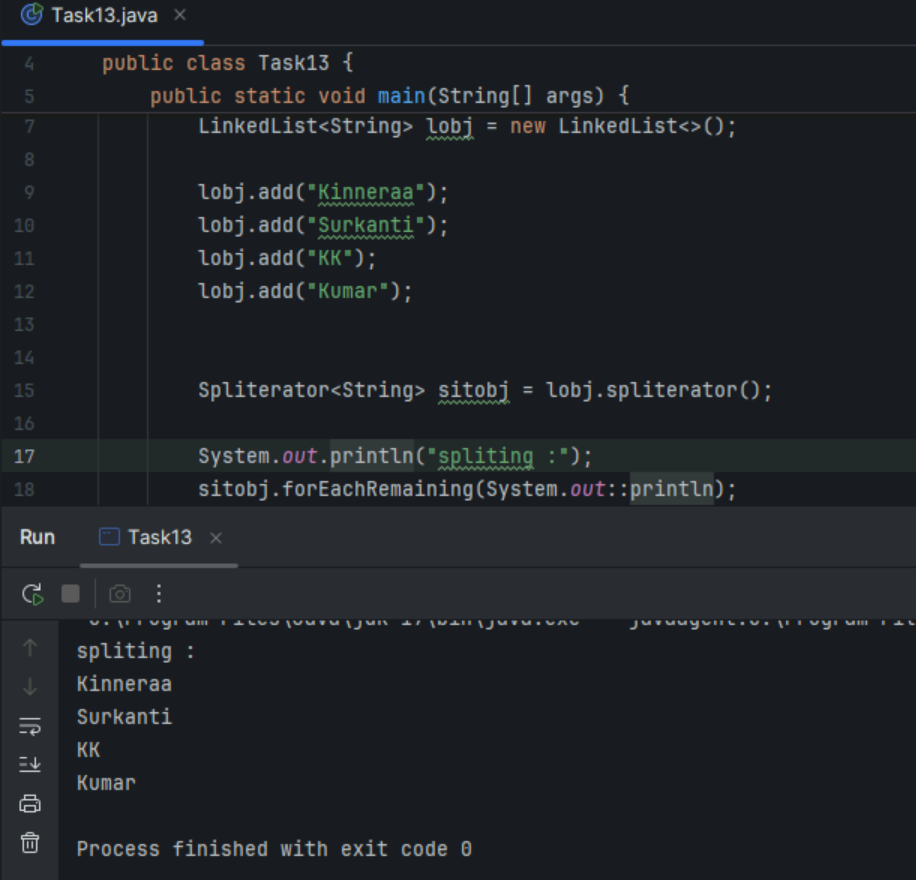 Task13.java ×
4 public class Task13 {
5 public static void main(String[] args) {
7 LinkedList<String> lobj = new LinkedList<>();
8
9 lobj.add("Kinneraa");
10 lobj.add("Surkanti");
11 lobj.add("KK");
12 lobj.add("Kumar");
13
14
15 Spliterator<String> sitobj = lobj.spliterator();
16
17 System.out.println("spliting :");
18 sitobj.forEachRemaining(System.out::println);
Run Task13 ×
spliting :
Kinneraa
Surkanti
KK
Kumar
Process finished with exit code 0